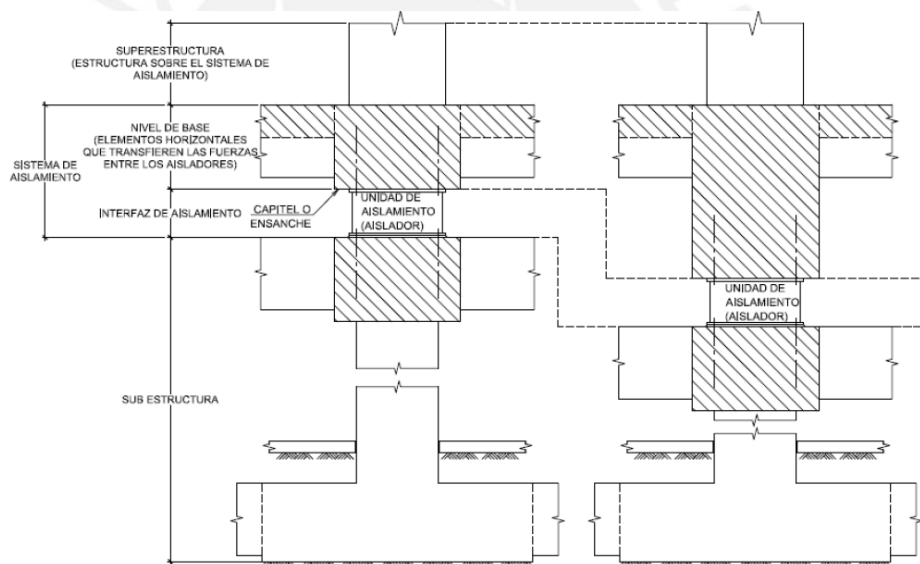 SUPERESTRUCTURA
(ESTRUCTURA SOBRE EL SISTEMA DE
AISLAMIENTO)
NIVEL DE BASE
(ELEMENTOS HORIZONTALES
QUE TRANSFIEREN LAS FUERZAS
ENTRE LOS AISLADORES)
SISTEMA DE
AISLAMIENTO
INTERFAZ DE AISLAMIENTO
CAPITEL O
ENSANCHE
UNIDAD DE
AISLAMIENTO
(AISLADOR)
UNIDAD DE
AISLAMIENTO
(AISLADOR)
SUB ESTRUCTURA